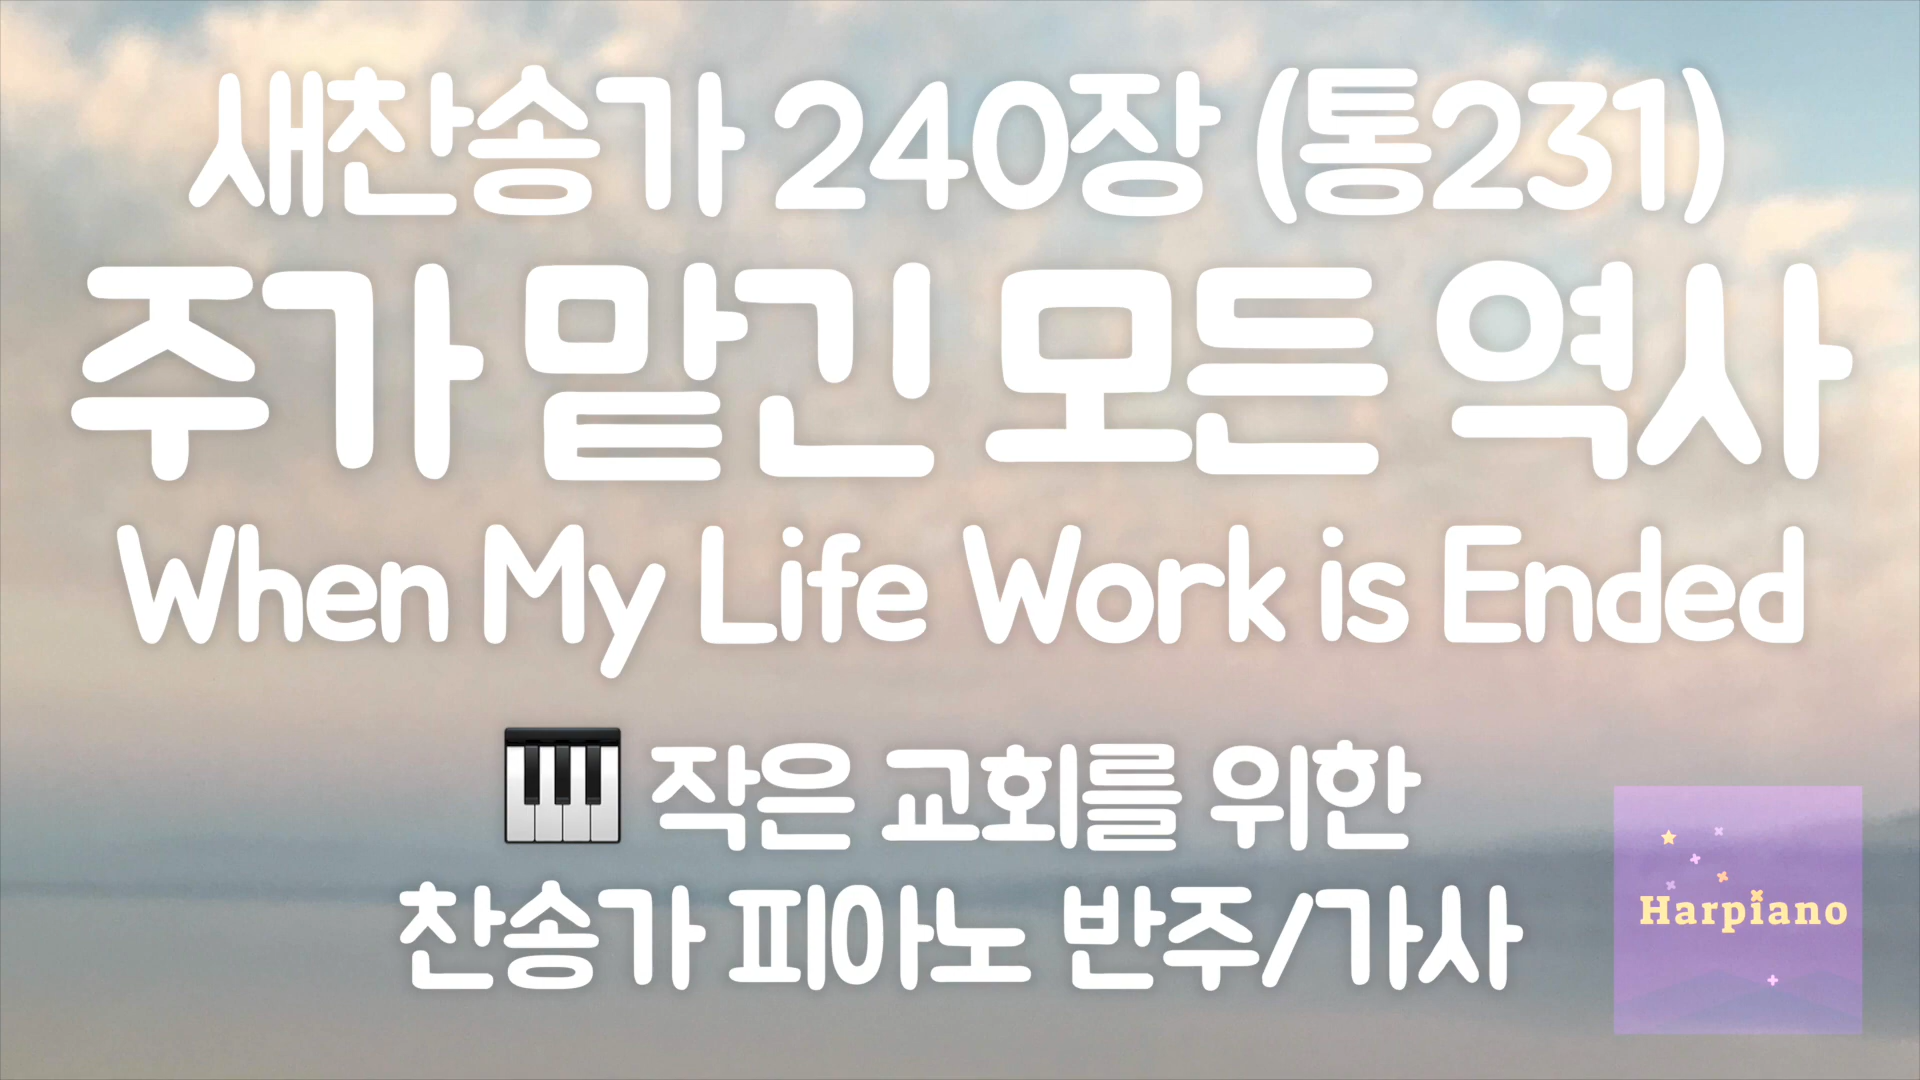 새찬송가 240장 (통231)
주가 맡긴 모든 역사
When My Life Work is Ended
작은 교회를 위한
찬송가 피아노 반주/가사
Harpiano